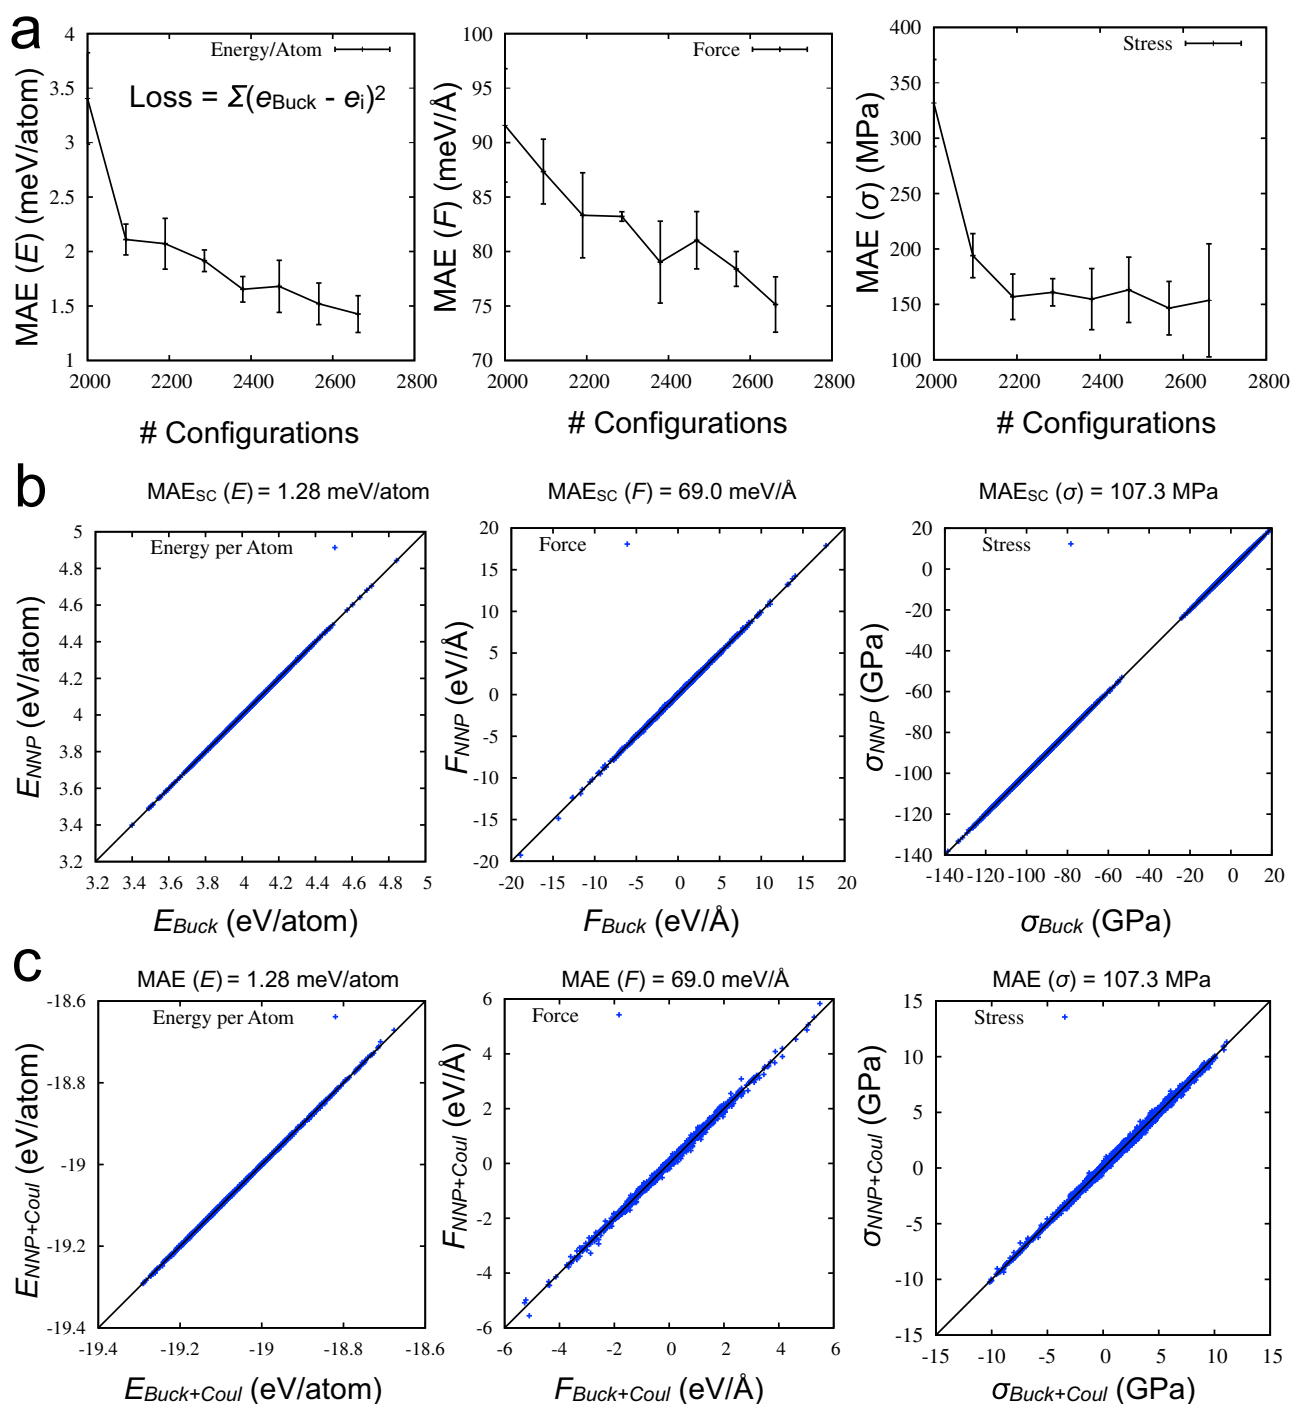 a
Energy/Atom
Loss = Σ(eBuck - ei)2
MAE (E) (meV/atom)
4
3.5
3
2.5
2
1.5
1
2000 2200 2400 2600 2800
# Configurations
Force
MAE (F) (meV/Å)
100
95
90
85
80
75
70
2000 2200 2400 2600 2800
# Configurations
Stress
MAE (σ) (MPa)
400
350
300
250
200
150
100
2000 2200 2400 2600 2800
# Configurations
b
MAESC (E) = 1.28 meV/atom
Energy per Atom
ENNP (eV/atom)
5
4.8
4.6
4.4
4.2
4
3.8
3.6
3.4
3.2
3.2 3.4 3.6 3.8 4 4.2 4.4 4.6 4.8 5
EBuck (eV/atom)
MAESC (F) = 69.0 meV/Å
Force
FNNP (eV/Å)
20
15
10
5
0
-5
-10
-15
-20
-20 -15 -10 -5 0 5 10 15 20
FBuck (eV/Å)
MAESC (σ) = 107.3 MPa
Stress
σNNP (GPa)
20
0
-20
-40
-60
-80
-100
-120
-140
-140 -120 -100 -80 -60 -40 -20 0 20
σBuck (GPa)
c
MAE (E) = 1.28 meV/atom
Energy per Atom
ENNP+Coul (eV/atom)
-18.6
-18.8
-19
-19.2
-19.4
-19.4 -19.2 -19 -18.8 -18.6
EBuck+Coul (eV/atom)
MAE (F) = 69.0 meV/Å
Force
FNNP+Coul (eV/Å)
6
4
2
0
-2
-4
-6
-6 -4 -2 0 2 4 6
FBuck+Coul (eV/Å)
MAE (σ) = 107.3 MPa
Stress
σNNP+Coul (GPa)
15
10
5
0
-5
-10
-15
-15 -10 -5 0 5 10 15
σBuck+Coul (GPa)